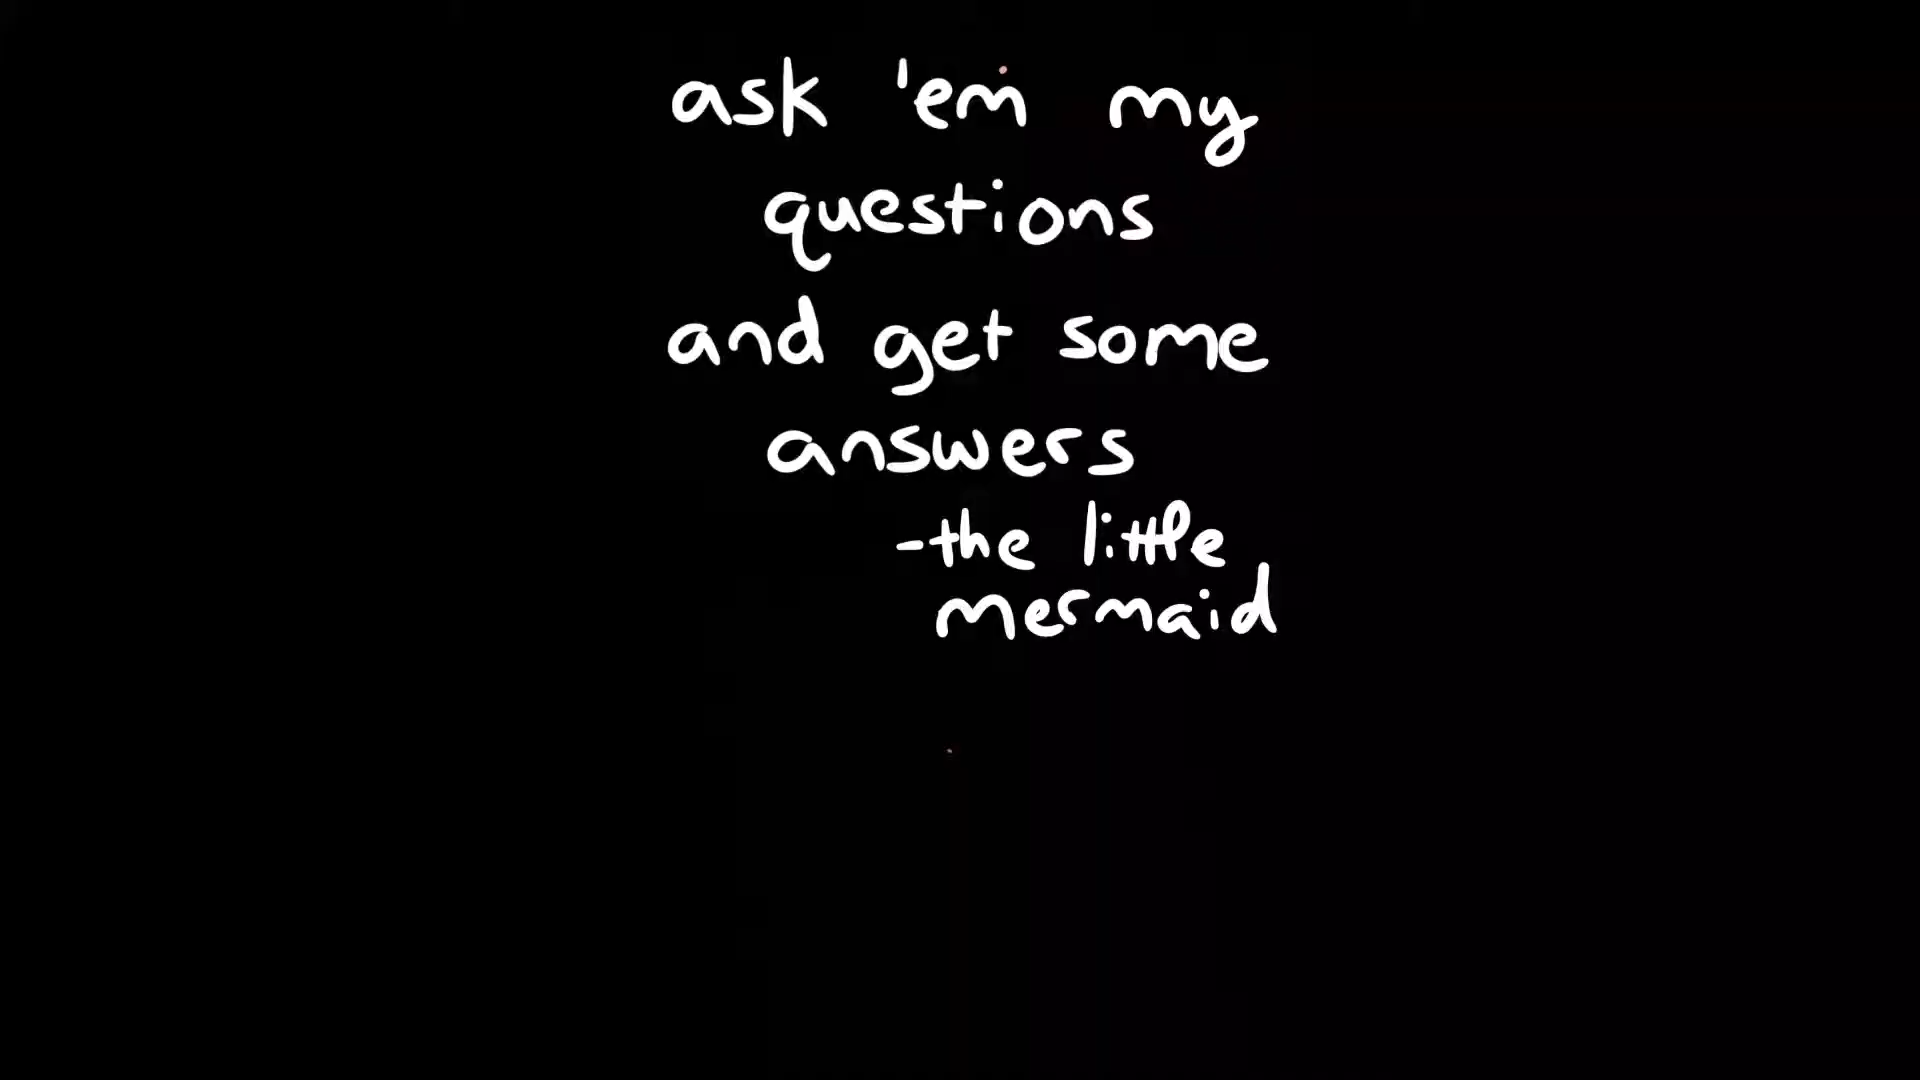 ask 'em my
questions
and get some
answers
-the little
mermaid